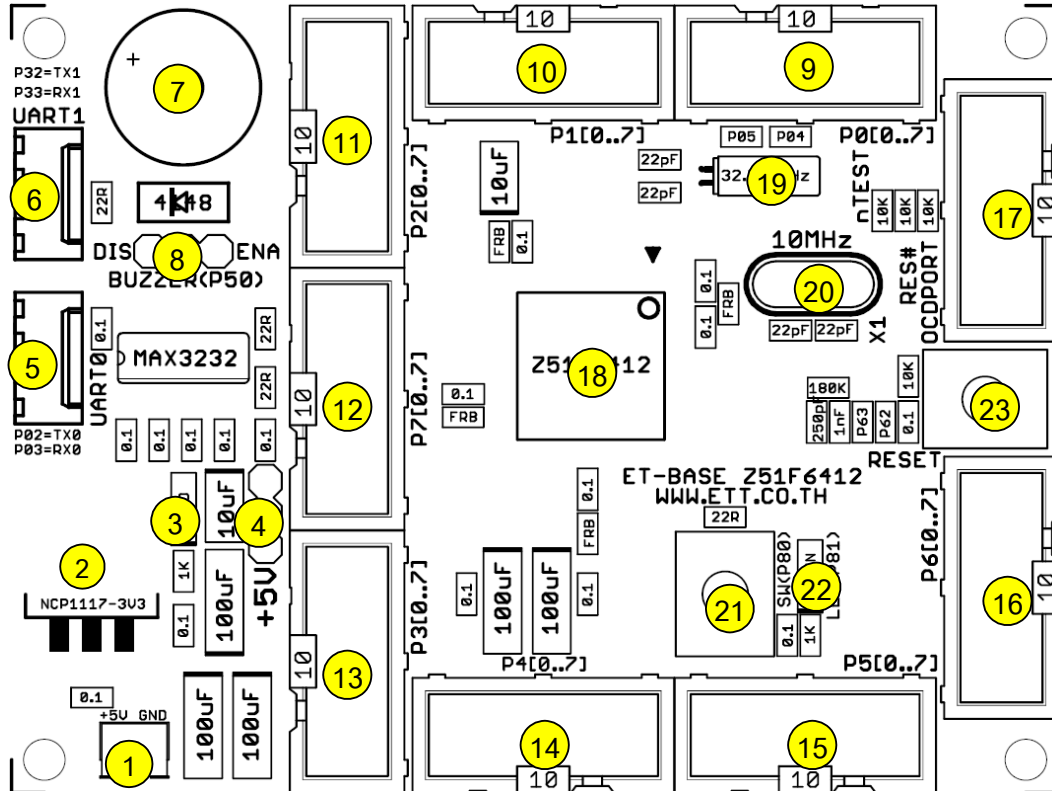 10
10
10
9
P32=TX1
P33=RX1
+
7
UART1
11
10
P1[0..7]
P05
P04
P0[0..7]
22pF
22pF
10uF
19
nTEST
6
22R
10
P2[0..7]
FRB
0.1
10K
10K
10K
17
10
DIS
8
ENA
BUZZER(P50)
10MHz
20
X1
RES#
OCDPORT
0.1
0.1
FRB
22pF
22pF
5
0.1
UART0
MAX3232
22R
22R
P02=TX0
P03=RX0
0.1
0.1
0.1
0.1
0.1
12
10
P7[0..7]
18
0.1
FRB
180K
10K
250pF
1nF
P63
P62
0.1
23
RESET
3
10uF
4
+5V
ET-BASE Z51F6412
WWW.ETT.CO.TH
0.1
FRB
22R
2
NCP1117-3V3
1K
0.1
100uF
P3[0..7]
0.1
100uF
100uF
0.1
21
SW(P80)
22
0.1
1K
P6[0..7]
16
10
13
10
P4[0..7]
P5[0..7]
0.1
+5V GND
1
100uF
100uF
14
10
15
10